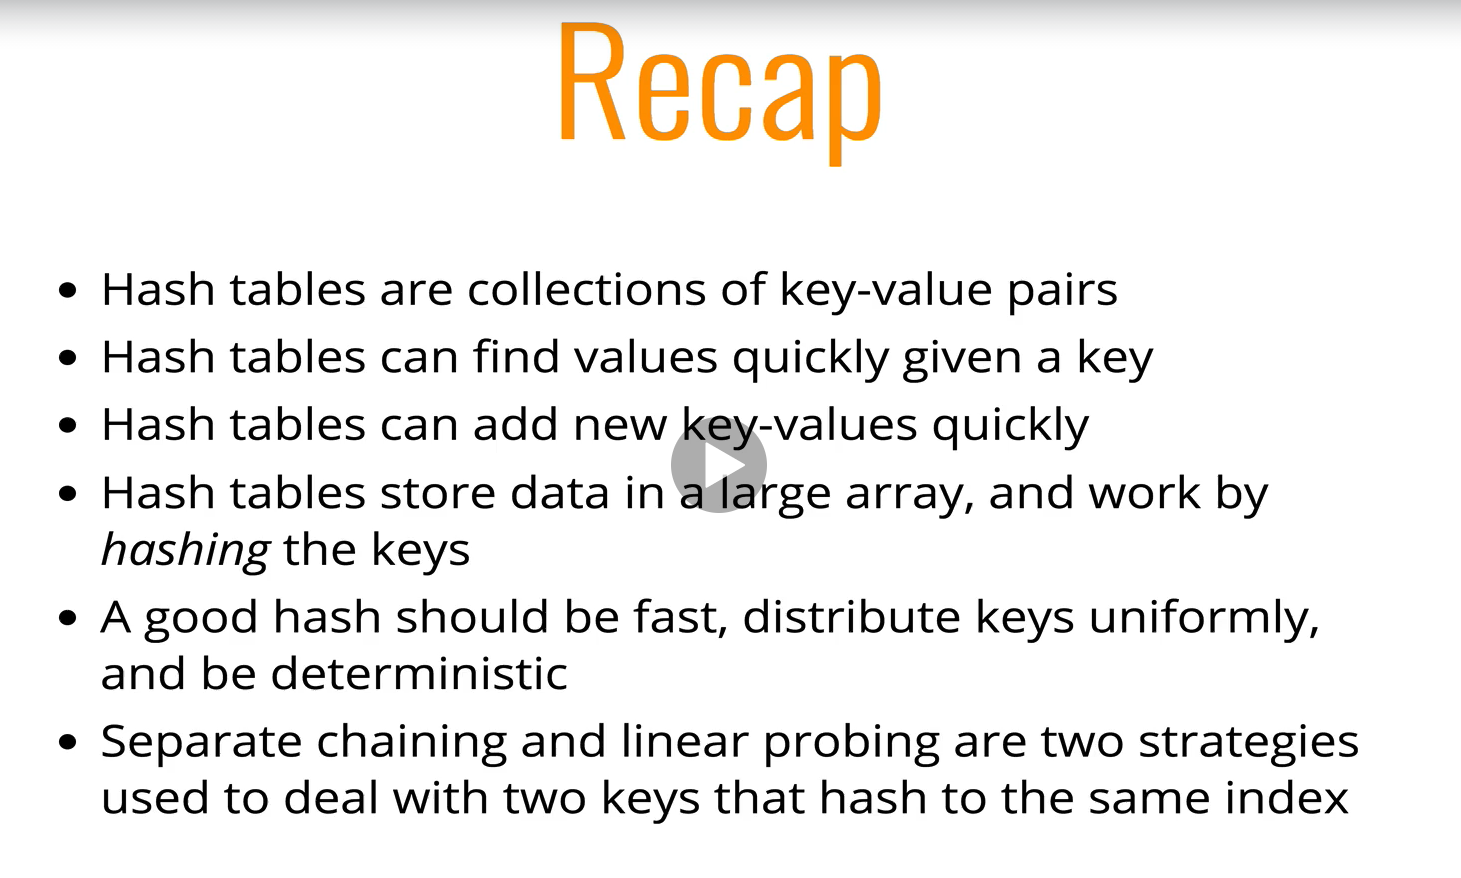 Recap
• Hash tables are collections of key-value pairs
• Hash tables can find values quickly given a key
• Hash tables can add new key-values quickly
• Hash tables store data in a large array, and work by
hashing the keys
• A good hash should be fast, distribute keys uniformly,
and be deterministic
• Separate chaining and linear probing are two strategies
used to deal with two keys that hash to the same index